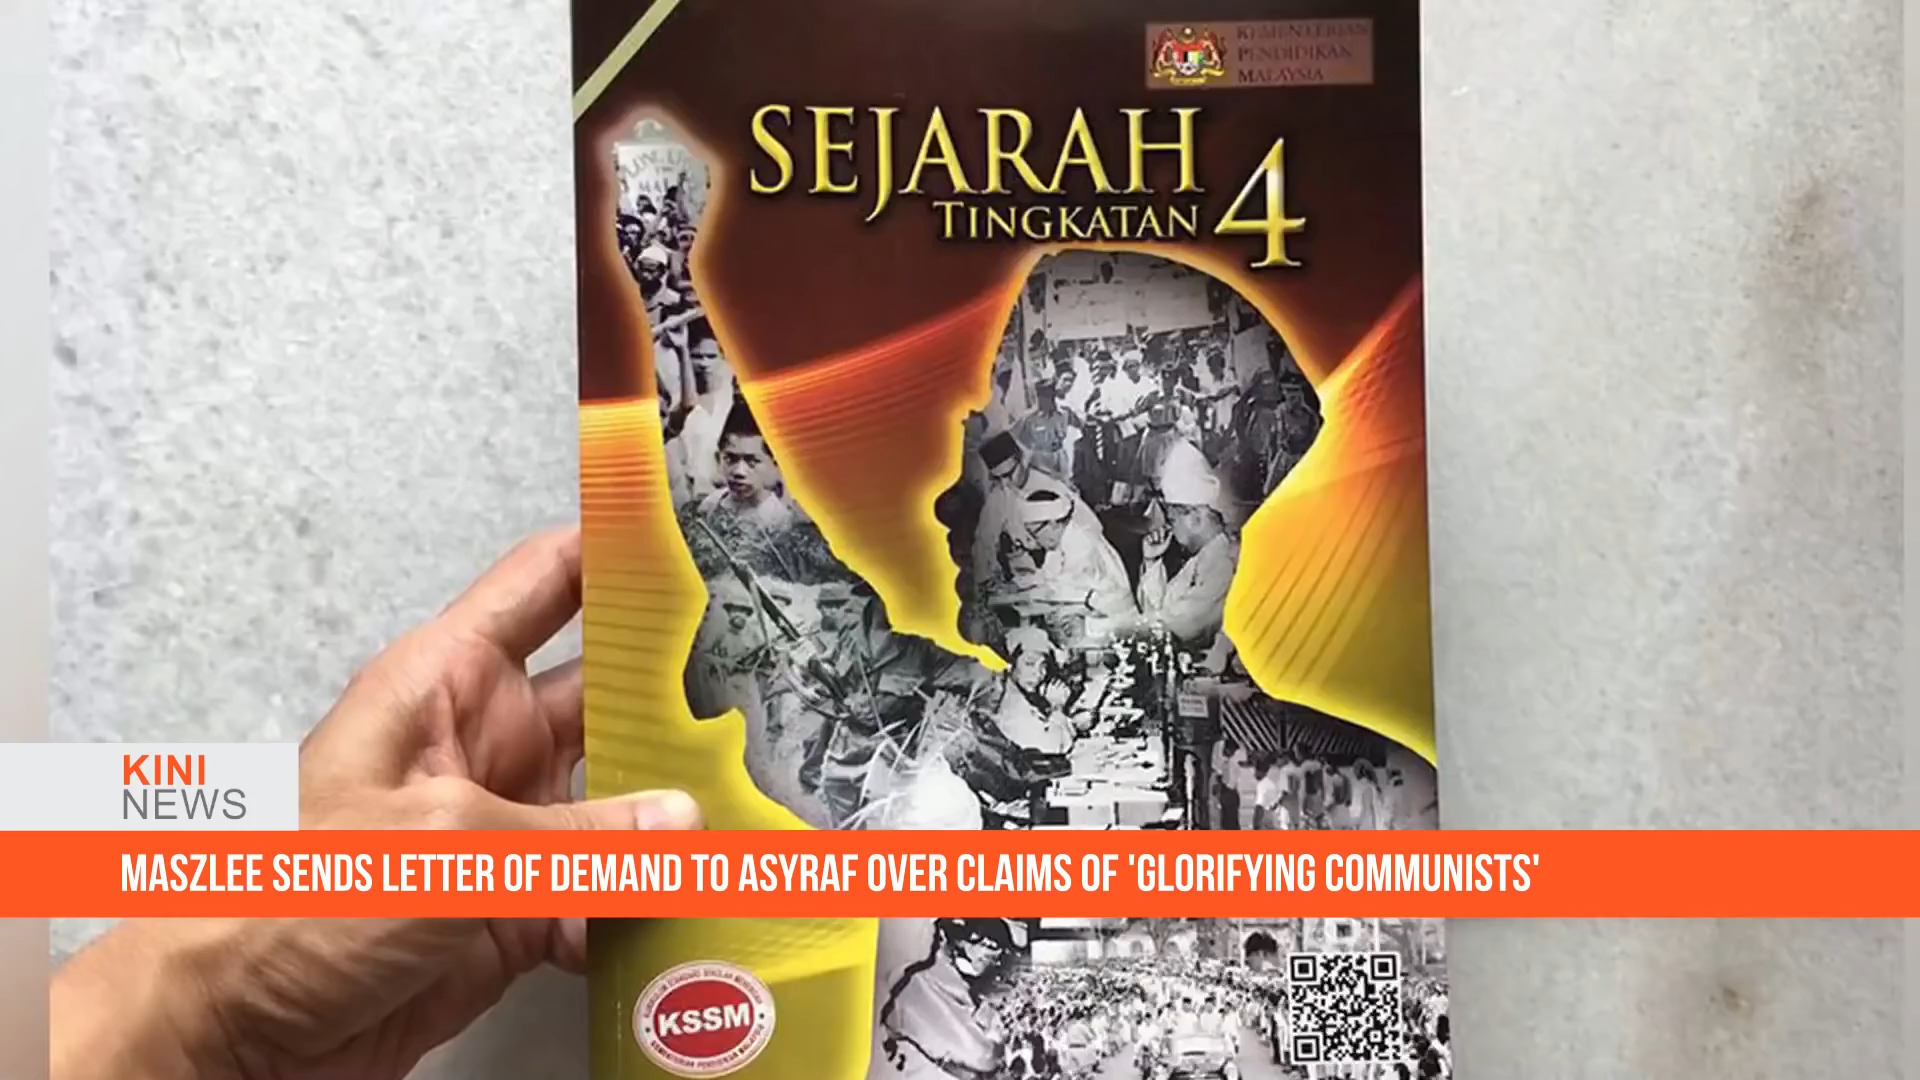 KEMENTERIAN
PENDIDIKAN
MALAYSIA
SEJARAH
TINGKATAN 4
KINI
NEWS
MASZLEE SENDS LETTER OF DEMAND TO ASYRAF OVER CLAIMS OF 'GLORIFYING COMMUNISTS'
KSSM